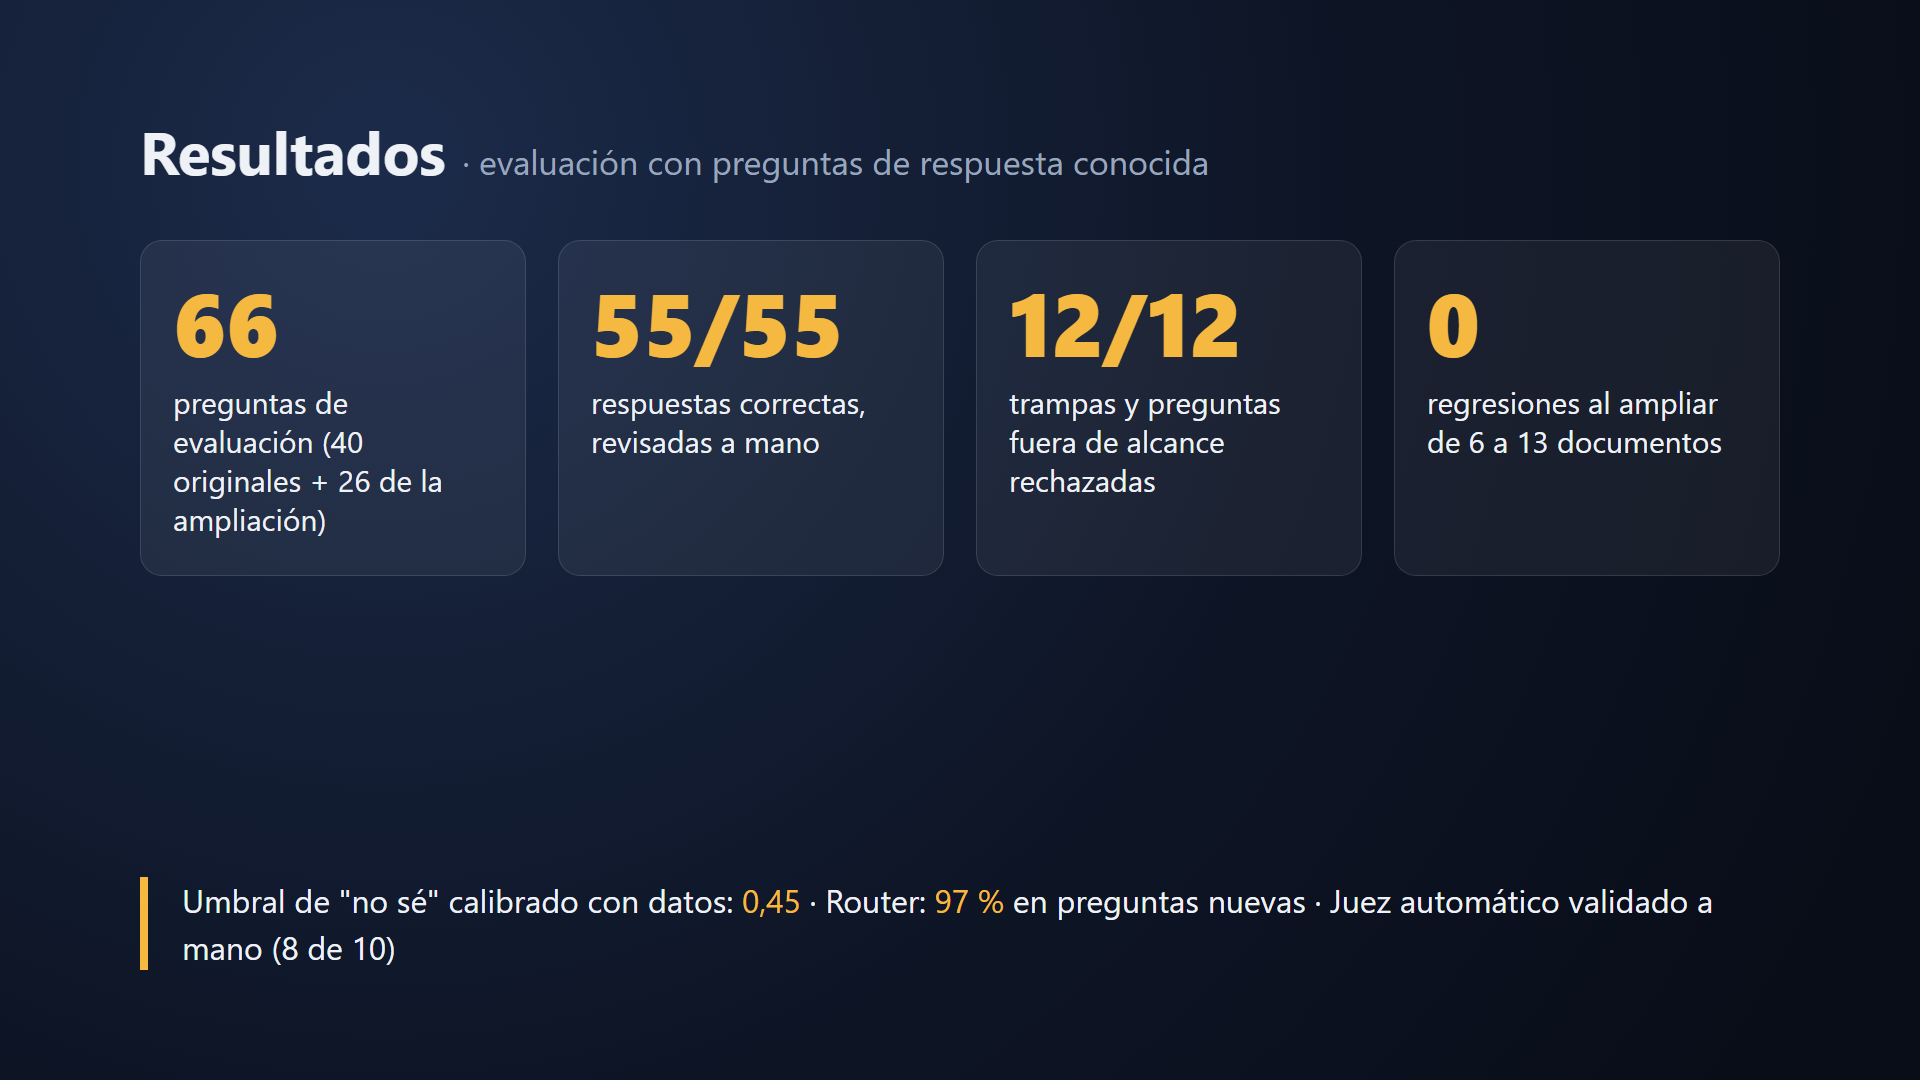 Resultados · evaluación con preguntas de respuesta conocida
66
preguntas de
evaluación (40
originales + 26 de la
ampliación)
55/55
respuestas correctas,
revisadas a mano
12/12
trampas y preguntas
fuera de alcance
rechazadas
0
regresiones al ampliar
de 6 a 13 documentos
Umbral de "no sé" calibrado con datos: 0,45 · Router: 97 % en preguntas nuevas · Juez automático validado a
mano (8 de 10)